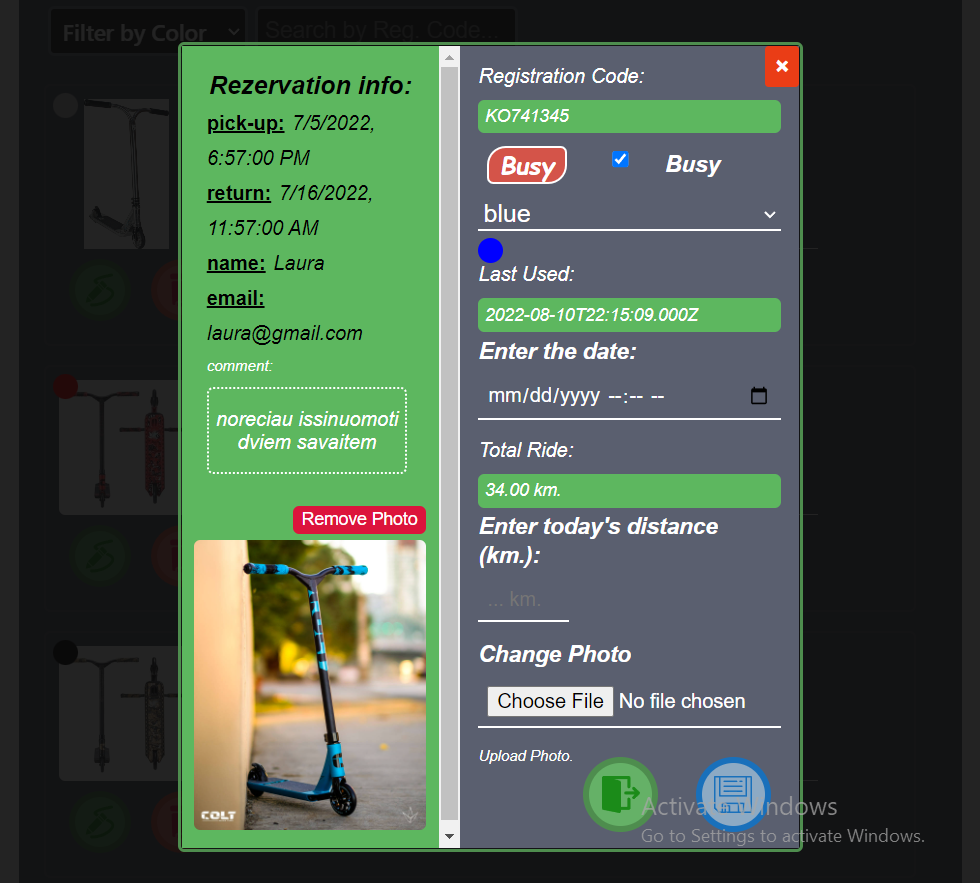 Filter by Color
Search by Reg. Code...
Rezervation info:
pick-up: 7/5/2022,
6:57:00 PM
return: 7/16/2022,
11:57:00 AM
name: Laura
email:
laura@gmail.com
comment:
noreciau issinuomoti
dviem savaitem
Remove Photo
COLT
Registration Code:
KO741345
Busy
Busy
blue
Last Used:
2022-08-10T22:15:09.000Z
Enter the date:
mm/dd/yyyy --:-- --
Total Ride:
34.00 km.
Enter today's distance
(km.):
... km.
Change Photo
Choose File No file chosen
Upload Photo.
Activate Windows
Go to Settings to activate Windows.